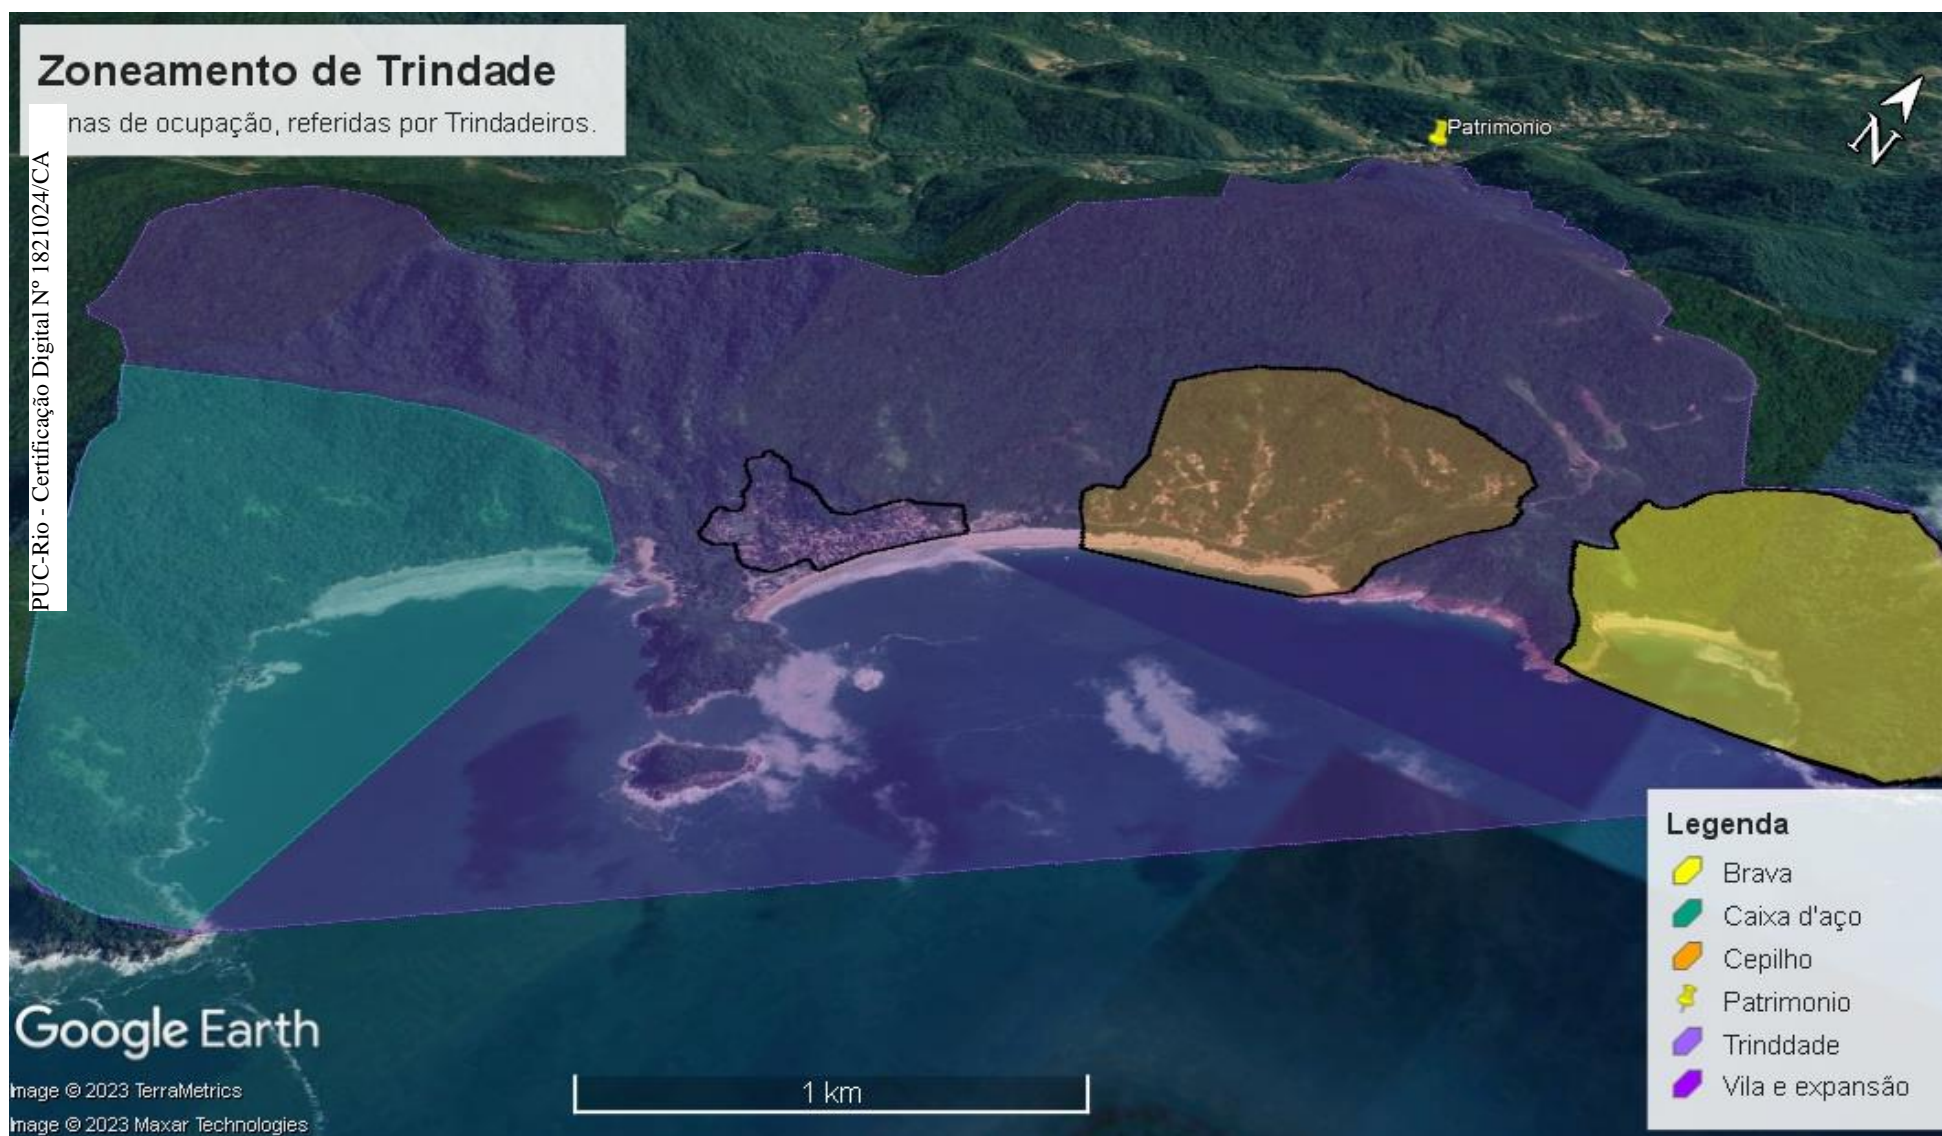 Zoneamento de Trindade
nas de ocupação, referidas por Trindadeiros.
PUC-Rio - Certificação Digital Nº 1821024/CA
Patrimonio
N
Legenda
Brava
Caixa d'aço
Cepilho
Patrimonio
Trinddade
Vila e expansão
Google Earth
1 km
Image © 2023 TerraMetrics
Image © 2023 Maxar Technologies